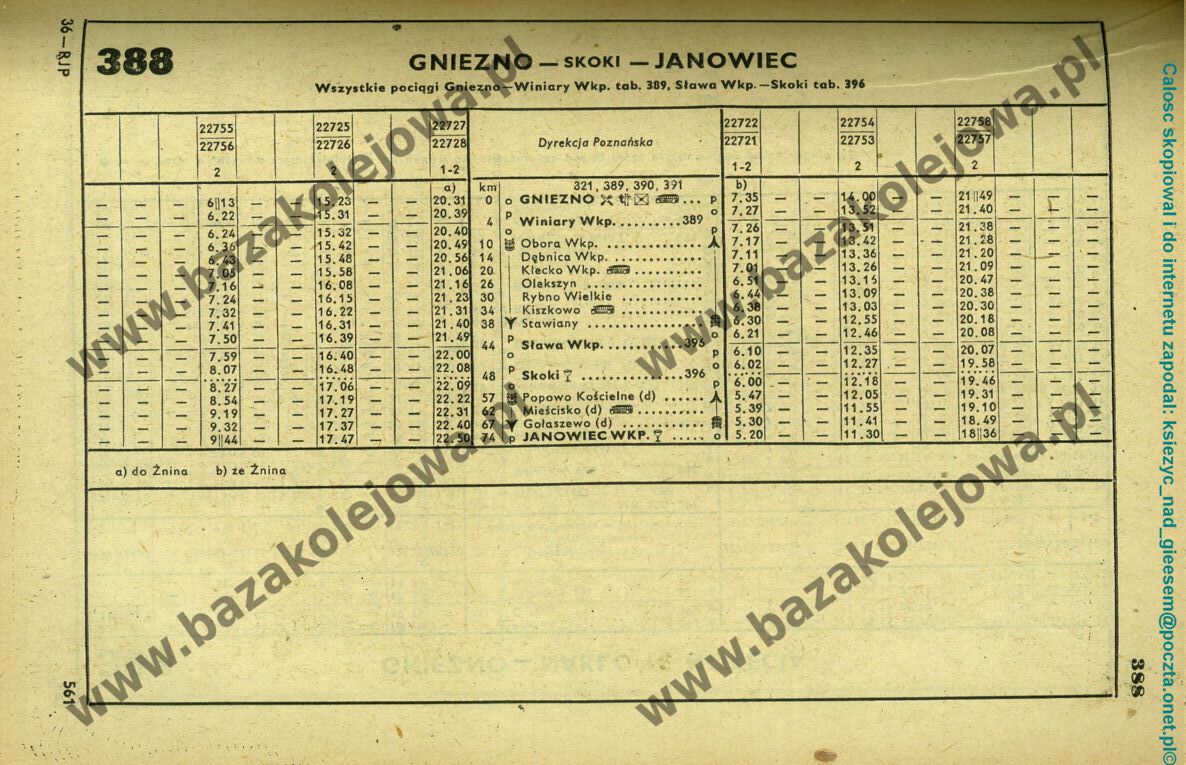 36 — RJP
388
GNIEZNO — SKOKI — JANOWIEC
Wszystkie pociągi Gniezno—Winiary Wkp. tab. 389, Sława Wkp.—Skoki tab. 396
22755 22725 22727 Dyrekcja Poznańska 22722 22754 22758
22756 22726 22728 22721 22753 22757
2 2 1-2 1-2 2 2
a) km 321, 389, 390, 391 b)
6||13 — 15.23 — 20.31 0 o GNIEZNO ... p 7.35 — 14.00 — 21||49
6.22 — 15.31 — 20.39 4 p Winiary Wkp. ........389 o 7.27 — 13.52 — 21.40
6.24 — 15.32 — 20.40 o p 7.26 — 13.51 — 21.38
6.36 — 15.42 — 20.49 10 Obora Wkp. 7.17 — 13.42 — 21.28
6.43 — 15.48 — 20.56 14 Dębnica Wkp. 7.11 — 13.36 — 21.20
7.05 — 15.58 — 21.06 20 Klecko Wkp. 7.01 — 13.26 — 21.09
7.16 — 16.08 — 21.16 26 Olekszyn 6.51 — 13.15 — 20.47
7.24 — 16.15 — 21.23 30 Rybno Wielkie 6.44 — 13.09 — 20.38
7.32 — 16.22 — 21.31 34 Kiszkowo 6.38 — 13.03 — 20.30
7.41 — 16.31 — 21.40 38 Stawiany 6.30 — 12.55 — 20.18
7.50 — 16.39 — 21.49 44 p Sława Wkp. ...........396 o 6.21 — 12.46 — 20.08
7.59 — 16.40 — 22.00 o p 6.10 — 12.35 — 20.07
8.07 — 16.48 — 22.08 48 p Skoki ...............396 o 6.02 — 12.27 — 19.58
8.27 — 17.06 — 22.09 o p 6.00 — 12.18 — 19.46
8.54 — 17.19 — 22.22 57 Popowo Kościelne (d) ...... 5.47 — 12.05 — 19.31
9.19 — 17.27 — 22.31 62 Mieścisko (d) 5.39 — 11.55 — 19.10
9.32 — 17.37 — 22.40 67 Gołaszewo (d) 5.30 — 11.41 — 18.49
9||44 — 17.47 — 22.50 74 p JANOWIEC WKP. ..... o 5.20 — 11.30 — 18||36
a) do Żnina b) ze Żnina
561
388
www.bazakolejowa.pl
www.bazakolejowa.pl
www.bazakolejowa.pl
www.bazakolejowa.pl
Calosc skopiowal i do internetu zapodal: ksiezyc_nad_gieesem@poczta.onet.pl©